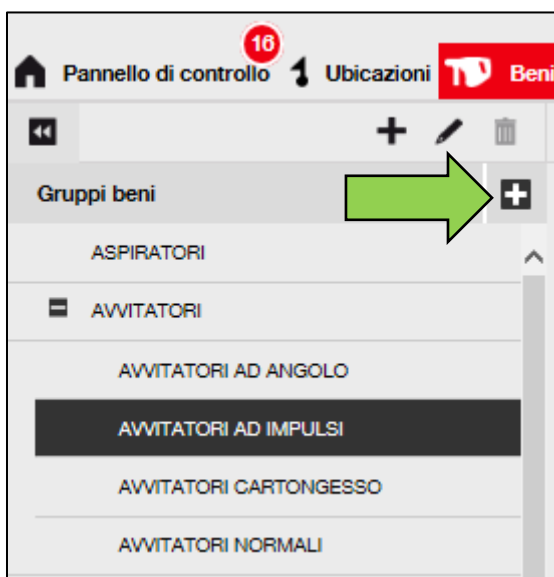 16
Pannello di controllo Ubicazioni Beni
Gruppi beni
ASPIRATORI
AVVITATORI
AVVITATORI AD ANGOLO
AVVITATORI AD IMPULSI
AVVITATORI CARTONGESSO
AVVITATORI NORMALI